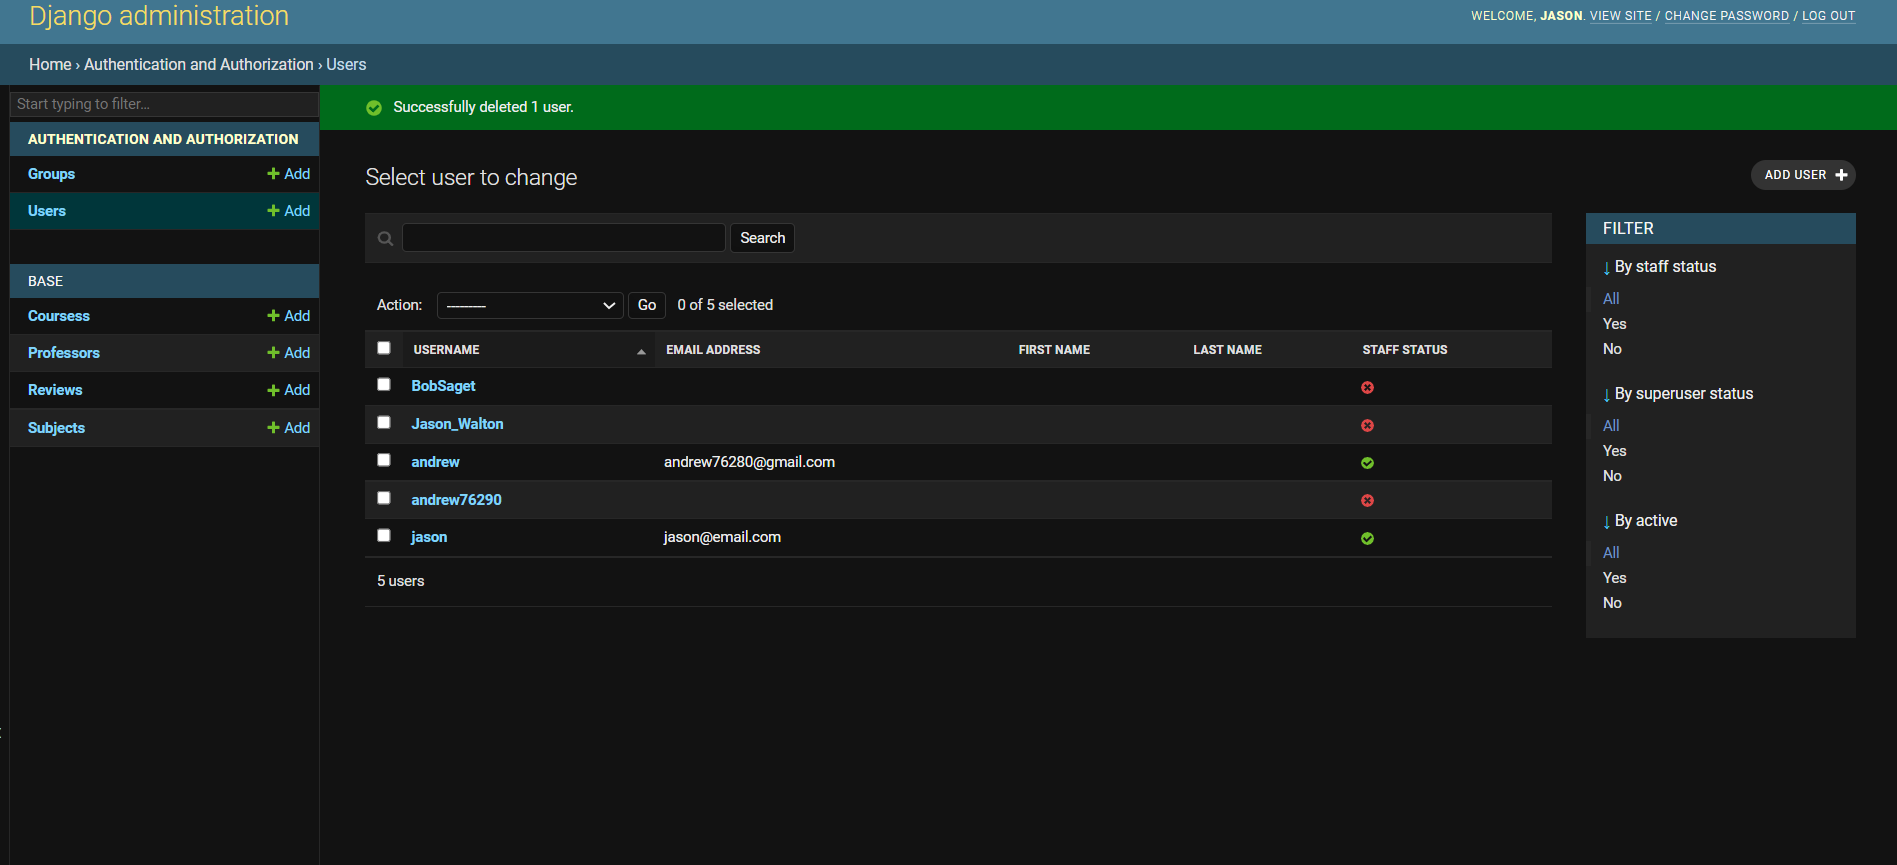 Django administration
WELCOME, JASON. VIEW SITE / CHANGE PASSWORD / LOG OUT
Home › Authentication and Authorization › Users
Start typing to filter...
AUTHENTICATION AND AUTHORIZATION
Groups + Add
Users + Add
BASE
Coursess + Add
Professors + Add
Reviews + Add
Subjects + Add
Successfully deleted 1 user.
Select user to change
ADD USER +
Search
Action: --------- Go 0 of 5 selected
USERNAME EMAIL ADDRESS FIRST NAME LAST NAME STAFF STATUS
BobSaget
Jason_Walton
andrew andrew76280@gmail.com
andrew76290
jason jason@email.com
5 users
FILTER
↓ By staff status
All
Yes
No
↓ By superuser status
All
Yes
No
↓ By active
All
Yes
No